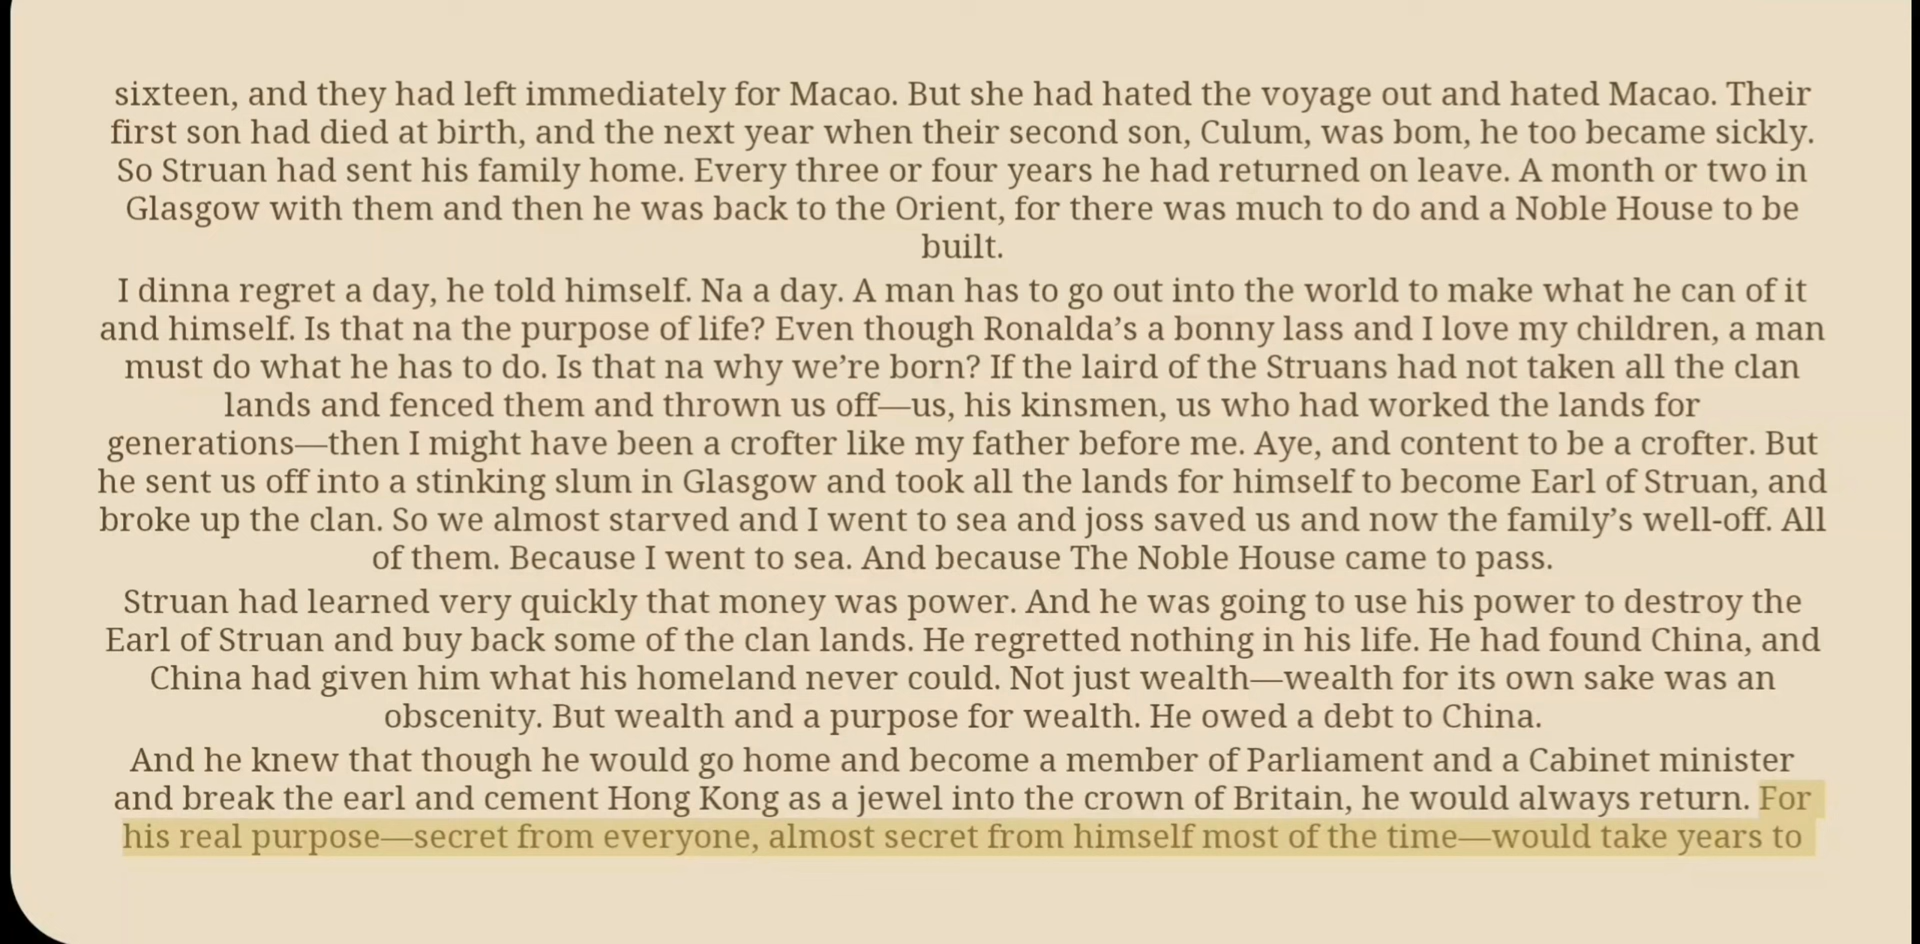 sixteen, and they had left immediately for Macao. But she had hated the voyage out and hated Macao. Their
first son had died at birth, and the next year when their second son, Culum, was bom, he too became sickly.
So Struan had sent his family home. Every three or four years he had returned on leave. A month or two in
Glasgow with them and then he was back to the Orient, for there was much to do and a Noble House to be
built.
I dinna regret a day, he told himself. Na a day. A man has to go out into the world to make what he can of it
and himself. Is that na the purpose of life? Even though Ronalda’s a bonny lass and I love my children, a man
must do what he has to do. Is that na why we’re born? If the laird of the Struans had not taken all the clan
lands and fenced them and thrown us off—us, his kinsmen, us who had worked the lands for
generations—then I might have been a crofter like my father before me. Aye, and content to be a crofter. But
he sent us off into a stinking slum in Glasgow and took all the lands for himself to become Earl of Struan, and
broke up the clan. So we almost starved and I went to sea and joss saved us and now the family’s well-off. All
of them. Because I went to sea. And because The Noble House came to pass.
Struan had learned very quickly that money was power. And he was going to use his power to destroy the
Earl of Struan and buy back some of the clan lands. He regretted nothing in his life. He had found China, and
China had given him what his homeland never could. Not just wealth—wealth for its own sake was an
obscenity. But wealth and a purpose for wealth. He owed a debt to China.
And he knew that though he would go home and become a member of Parliament and a Cabinet minister
and break the earl and cement Hong Kong as a jewel into the crown of Britain, he would always return. For
his real purpose—secret from everyone, almost secret from himself most of the time—would take years to